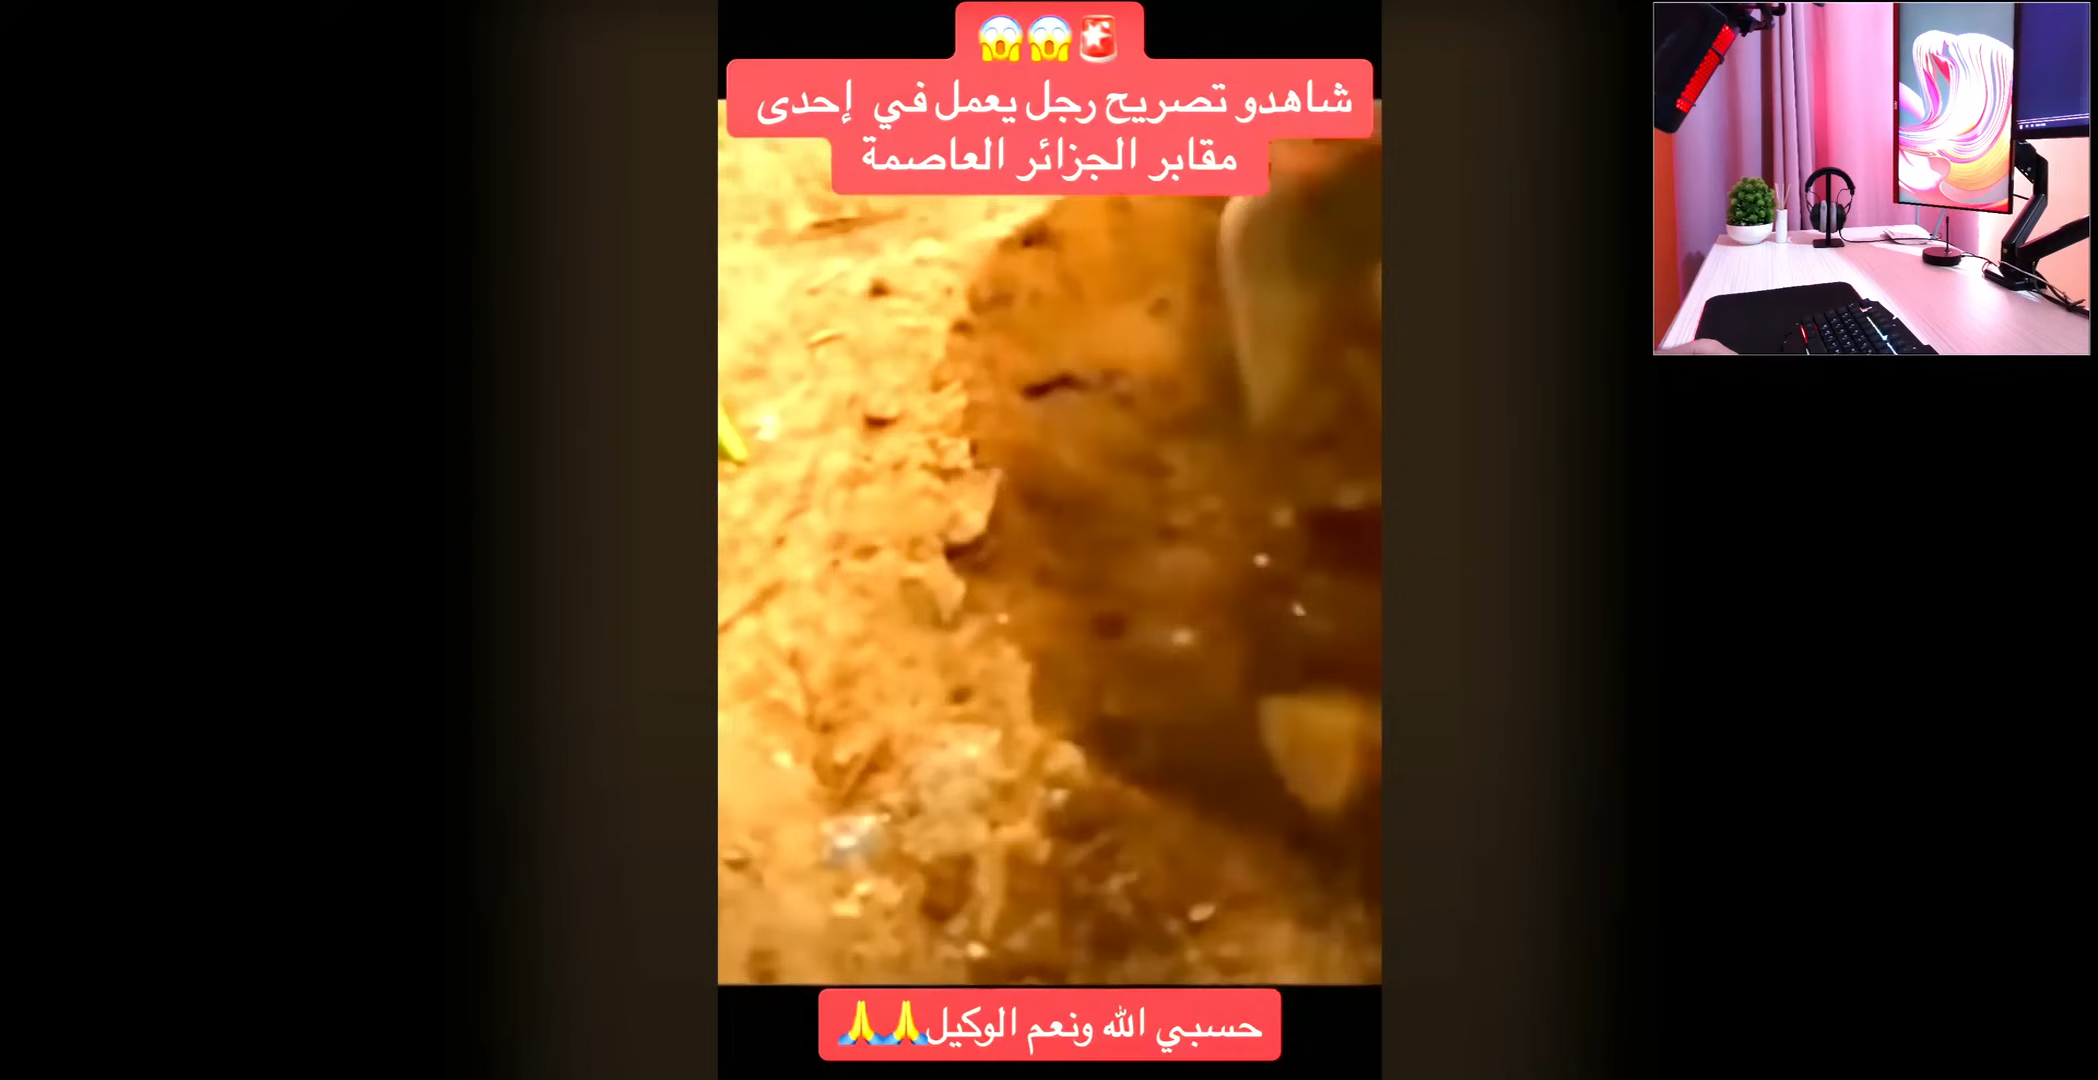 😱😱🚨
شاهدو تصريح رجل يعمل في إحدى
مقابر الجزائر العاصمة
حسبي الله ونعم الوكيل🙏🙏